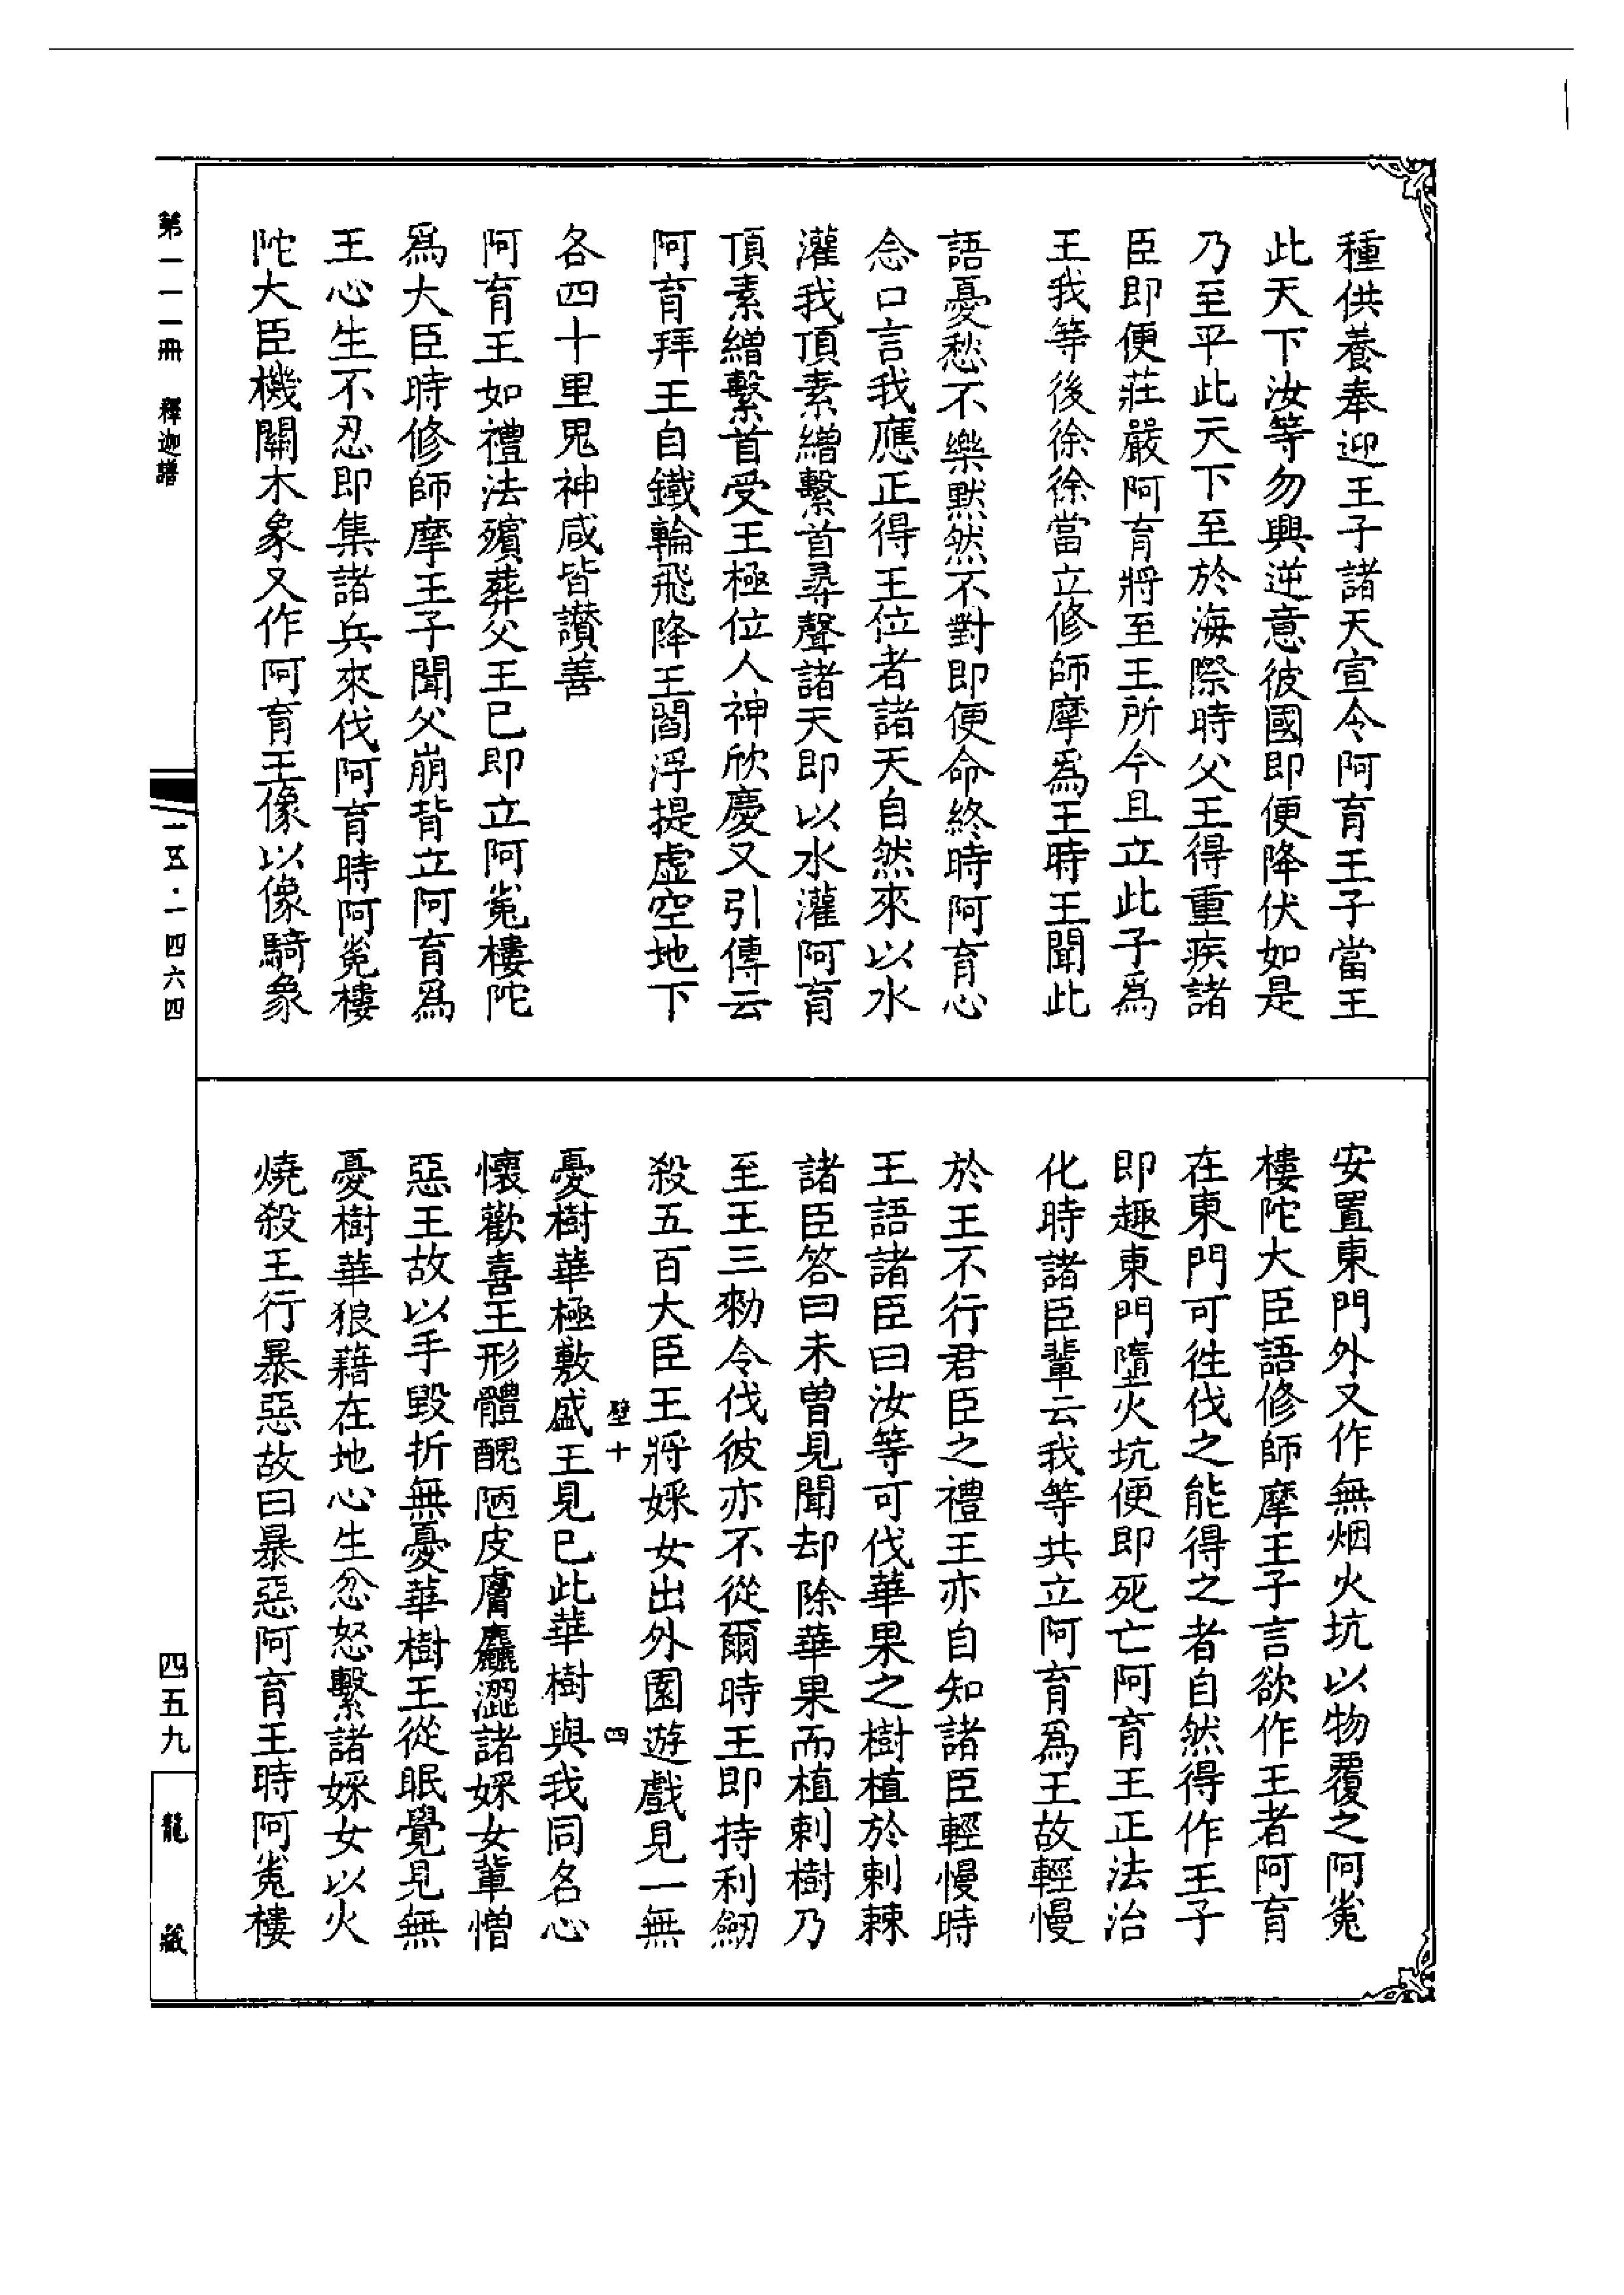 種供養奉迎王子諸天宣令阿育王子當王
此天下汝等勿興逆意彼國即便降伏如是
乃至平此天下至於海際時父王得重疾諸
臣即便莊嚴阿育將至王所今且立此子為
王我等後徐徐當立修師摩為王時王聞此
語憂愁不樂默然不對即便命終時阿育心
念口言我應正得王位者諸天自然來以水
灌我頂素繒繫首尋聲諸天即以水灌阿育
頂素繒繫首受王極位人神欣慶又引傳云
阿育拜王自鐵輪飛降王閻浮提虛空地下
各四十里鬼神咸皆讚善
阿育王如禮法殯葬父王已即立阿㝹樓陀
為大臣時修師摩王子聞父崩背立阿育為
王心生不忍即集諸兵來伐阿育時阿㝹樓
陀大臣機關木象又作阿育王像以像騎象
安置東門外又作無烟火坑以物覆之阿㝹
樓陀大臣語修師摩王子言欲作王者阿育
在東門可徃伐之能得之者自然得作王子
即趣東門墮火坑便即死亡阿育王正法治
化時諸臣輩云我等共立阿育為王故輕慢
於王不行君臣之禮王亦自知諸臣輕慢時
王語諸臣曰汝等可伐華果之樹植於刺棘
諸臣答曰未曾見聞却除華果而植刺樹乃
至王三勑令伐彼亦不從爾時王即持利劒
殺五百大臣王將婇女出外園遊戲見一無
壁十 四
憂樹華極敷盛王見已此華樹與我同名心
懷歡喜王形體醜陋皮膚麤澀諸婇女輩憎
惡王故以手毀折無憂華樹王從眠覺見無
憂樹華狼藉在地心生忿怒繫諸婇女以火
燒殺王行暴惡故曰暴惡阿育王時阿㝹樓
第一一一冊 釋迦譜
一五·一四六四
四五九
龍藏